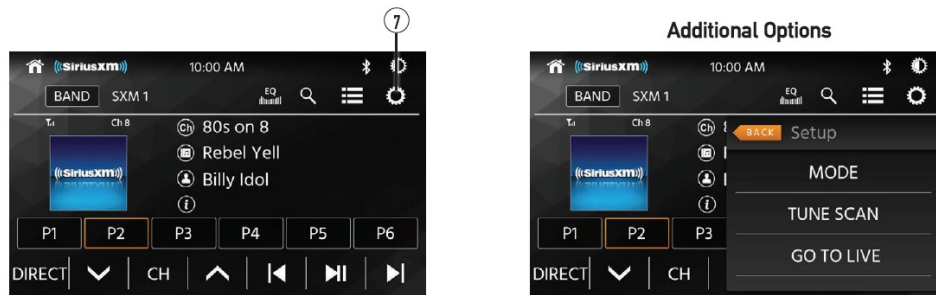 7
Additional Options
((SiriusXM)) 10:00 AM
BAND SXM 1 EQ
Ch 8
Ch 80s on 8
Rebel Yell
((SiriusXM))
Billy Idol
i
P1 P2 P3 P4 P5 P6
DIRECT CH
((SiriusXM)) 10:00 AM
BAND SXM 1 EQ
Ch 8
Ch
BACK Setup
((SiriusXM))
MODE
i
TUNE SCAN
P1 P2 P3
GO TO LIVE
DIRECT CH